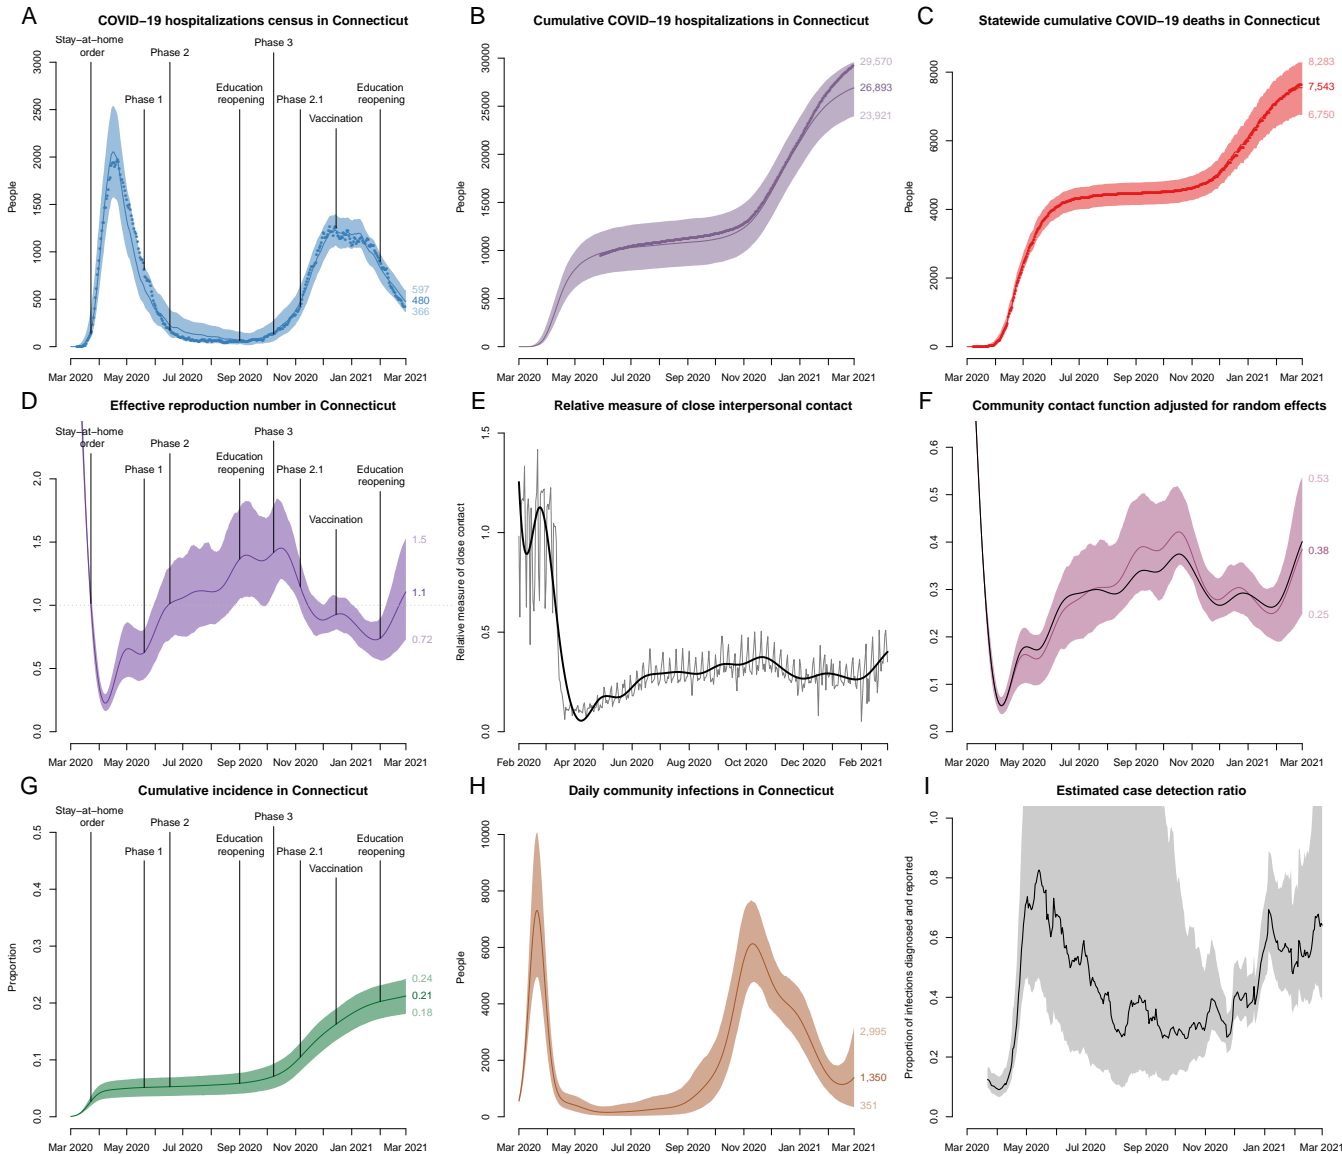 A
COVID−19 hospitalizations census in Connecticut
Stay−at−home
order
Phase 2
Phase 3
Phase 1
Education
reopening
Phase 2.1
Education
reopening
Vaccination
People
3000
2500
2000
1500
1000
500
0
597
480
366
Mar 2020 May 2020 Jul 2020 Sep 2020 Nov 2020 Jan 2021 Mar 2021
B
Cumulative COVID−19 hospitalizations in Connecticut
People
30000
25000
20000
15000
10000
5000
0
29,570
26,893
23,921
Mar 2020 May 2020 Jul 2020 Sep 2020 Nov 2020 Jan 2021 Mar 2021
C
Statewide cumulative COVID−19 deaths in Connecticut
People
8000
6000
4000
2000
0
8,283
7,543
6,750
Mar 2020 May 2020 Jul 2020 Sep 2020 Nov 2020 Jan 2021 Mar 2021
D
Effective reproduction number in Connecticut
Stay−at−home
order
Phase 2
Phase 3
Phase 1
Education
reopening
Phase 2.1
Education
reopening
Vaccination
2.0
1.5
1.0
0.5
0.0
1.5
1.1
0.72
Mar 2020 May 2020 Jul 2020 Sep 2020 Nov 2020 Jan 2021 Mar 2021
E
Relative measure of close interpersonal contact
Relative measure of close contact
1.5
1.0
0.5
0.0
Feb 2020 Apr 2020 Jun 2020 Aug 2020 Oct 2020 Dec 2020 Feb 2021
F
Community contact function adjusted for random effects
0.6
0.5
0.4
0.3
0.2
0.1
0.0
0.53
0.38
0.25
Mar 2020 May 2020 Jul 2020 Sep 2020 Nov 2020 Jan 2021 Mar 2021
G
Cumulative incidence in Connecticut
Stay−at−home
order
Phase 2
Phase 3
Phase 1
Education
reopening
Phase 2.1
Education
reopening
Vaccination
Proportion
0.5
0.4
0.3
0.2
0.1
0.0
0.24
0.21
0.18
Mar 2020 May 2020 Jul 2020 Sep 2020 Nov 2020 Jan 2021 Mar 2021
H
Daily community infections in Connecticut
People
10000
8000
6000
4000
2000
0
2,995
1,350
351
Mar 2020 May 2020 Jul 2020 Sep 2020 Nov 2020 Jan 2021 Mar 2021
I
Estimated case detection ratio
Proportion of infections diagnosed and reported
1.0
0.8
0.6
0.4
0.2
0.0
Mar 2020 May 2020 Jul 2020 Sep 2020 Nov 2020 Jan 2021 Mar 2021